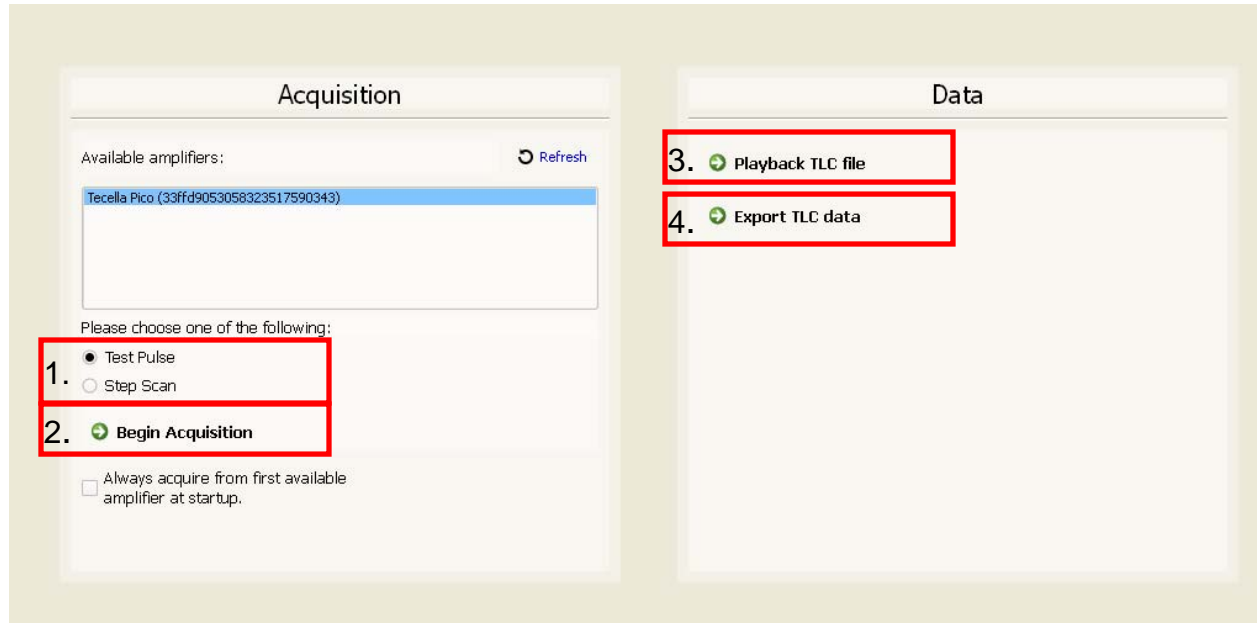 Acquisition
Available amplifiers:
Refresh
Tecella Pico (33ffd9053058323517590343)
Please choose one of the following:
1.
Test Pulse
Step Scan
2.
Begin Acquisition
Always acquire from first available
amplifier at startup.
Data
3. Playback TLC file
4. Export TLC data